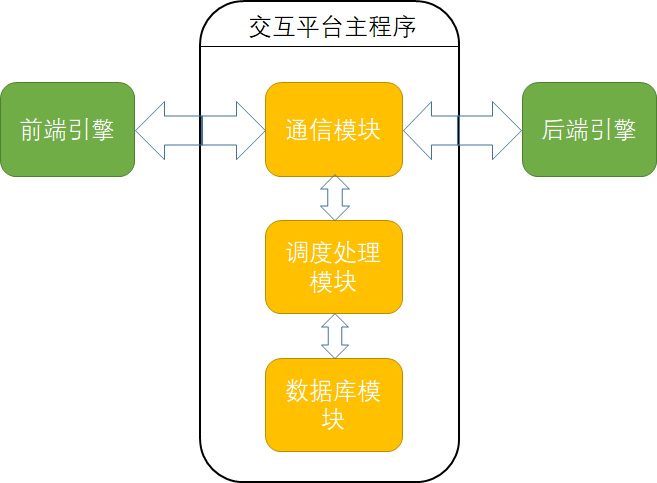 交互平台主程序
前端引擎
通信模块
后端引擎
调度处理
模块
数据库模
块